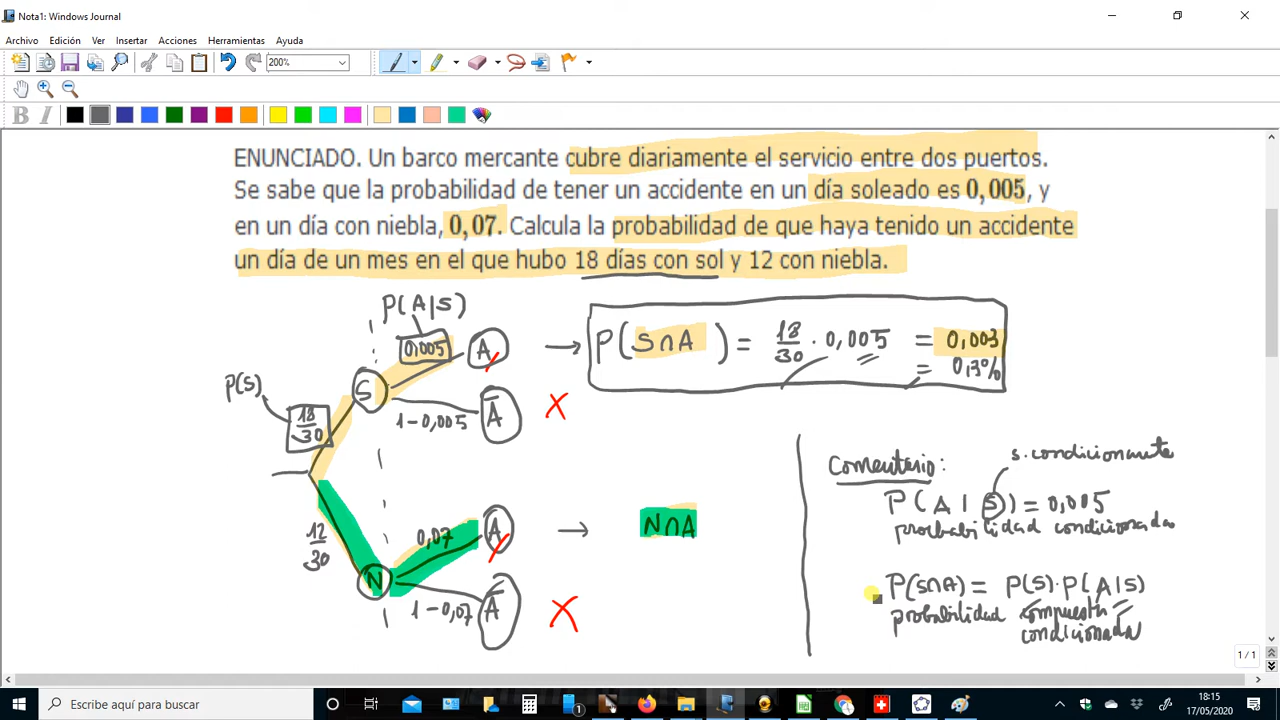 Nota1: Windows Journal
Archivo Edición Ver Insertar Acciones Herramientas Ayuda
200%
B I
ENUNCIADO. Un barco mercante cubre diariamente el servicio entre dos puertos.
Se sabe que la probabilidad de tener un accidente en un día soleado es 0,005, y
en un día con niebla, 0,07. Calcula la probabilidad de que haya tenido un accidente
un día de un mes en el que hubo 18 días con sol y 12 con niebla.
P(A|S)
0,005 A → P(S∩A) = 18/30 · 0,005 = 0,003
= 0,3%
P(S) S
18/30 1-0,005 Ā X
Comentario: s. condicionante
P(A|S) = 0,005
probabilidad condicionada
12/30 0,07 A → N∩A
N
1-0,07 Ā X
P(S∩A) = P(S)·P(A|S)
probabilidad compuesta
condicionada
1 / 1
Escribe aquí para buscar
1
18:15
17/05/2020